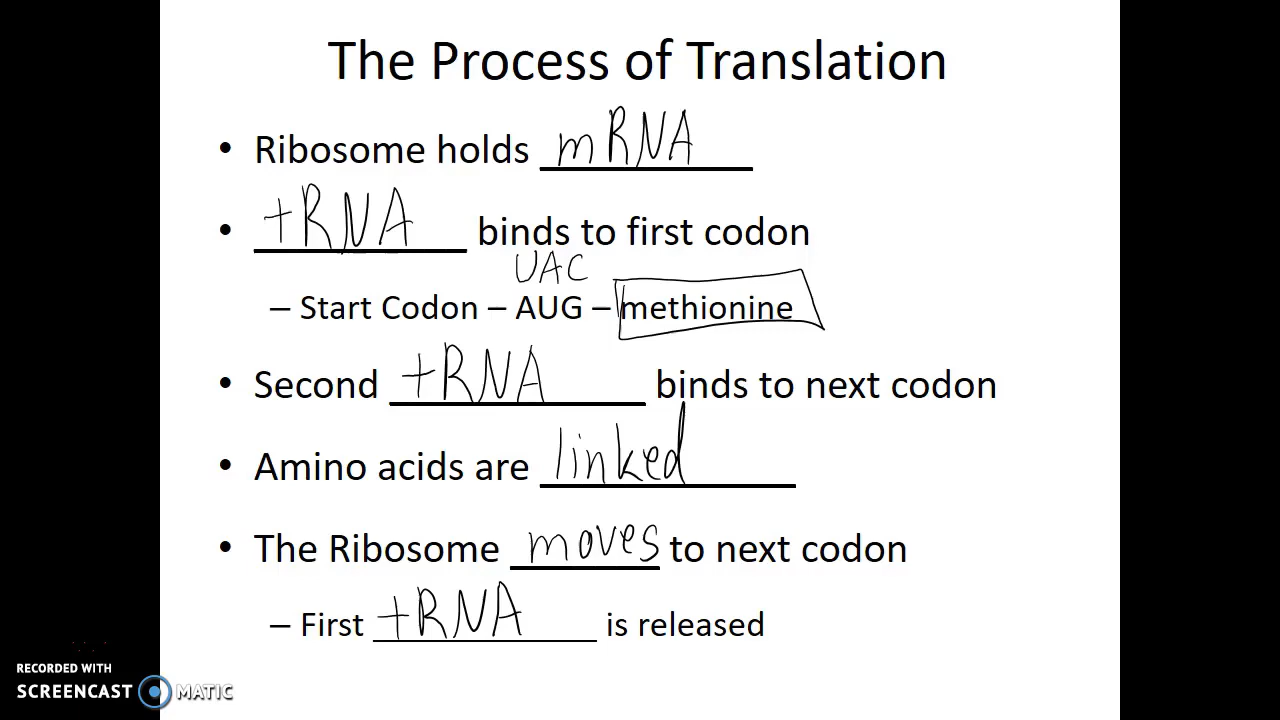 The Process of Translation
• Ribosome holds mRNA
• tRNA binds to first codon
UAC
– Start Codon – AUG – methionine
• Second tRNA binds to next codon
• Amino acids are linked
• The Ribosome moves to next codon
– First tRNA is released
RECORDED WITH
SCREENCAST MATIC